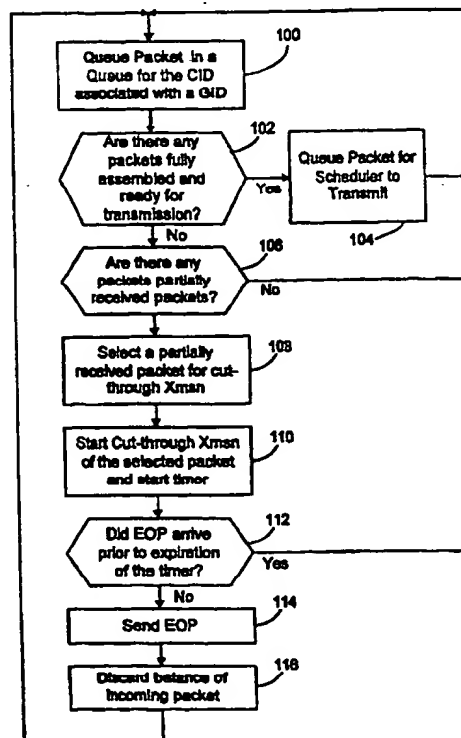 Queue Packet in a
Queue for the CID
associated with a GID
100
Are there any
packets fully
assembled and
ready for
transmission?
102
Yes
Queue Packet for
Scheduler to
Transmit
104
No
Are there any
packets partially
received packets?
106
No
Select a partially
received packet for cut-
through Xmsn
108
Start Cut-through Xmsn
of the selected packet
and start timer
110
Did EOP arrive
prior to expiration
of the timer?
112
Yes
No
Send EOP
114
Discard balance of
incoming packet
116